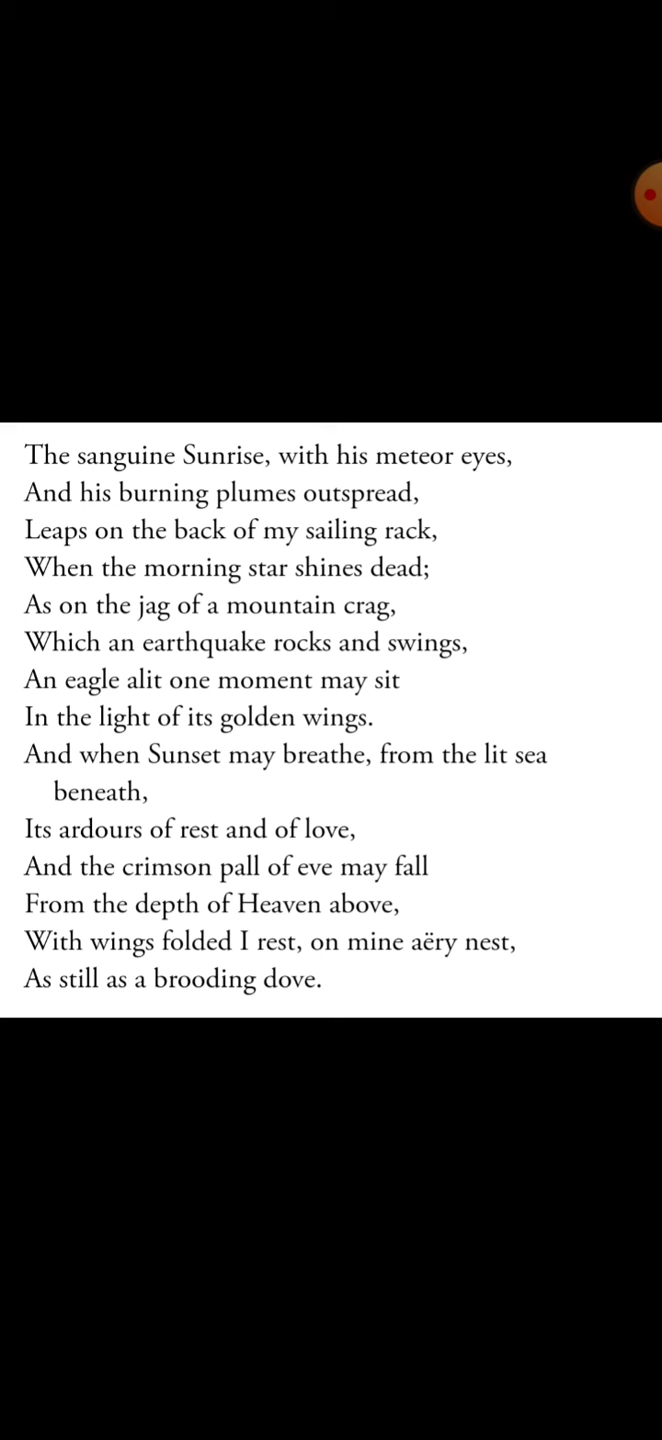 The sanguine Sunrise, with his meteor eyes,
And his burning plumes outspread,
Leaps on the back of my sailing rack,
When the morning star shines dead;
As on the jag of a mountain crag,
Which an earthquake rocks and swings,
An eagle alit one moment may sit
In the light of its golden wings.
And when Sunset may breathe, from the lit sea
beneath,
Its ardours of rest and of love,
And the crimson pall of eve may fall
From the depth of Heaven above,
With wings folded I rest, on mine aëry nest,
As still as a brooding dove.